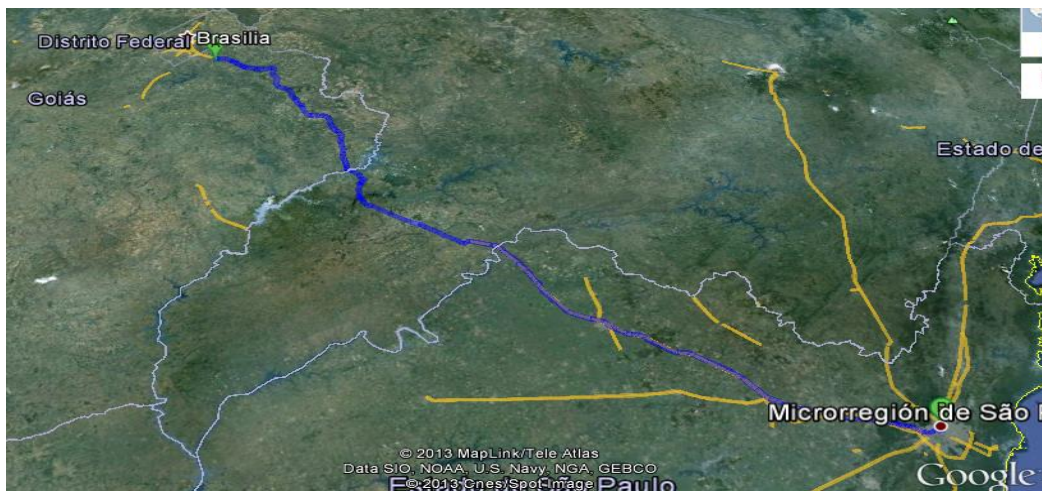 Distrito Federal
Brasilia
Goiás
Estado de
Microrregión de São
© 2013 MapLink/Tele Atlas
Data SIO, NOAA, U.S. Navy, NGA, GEBCO
© 2013 Cnes/Spot Image
Paulo
Google